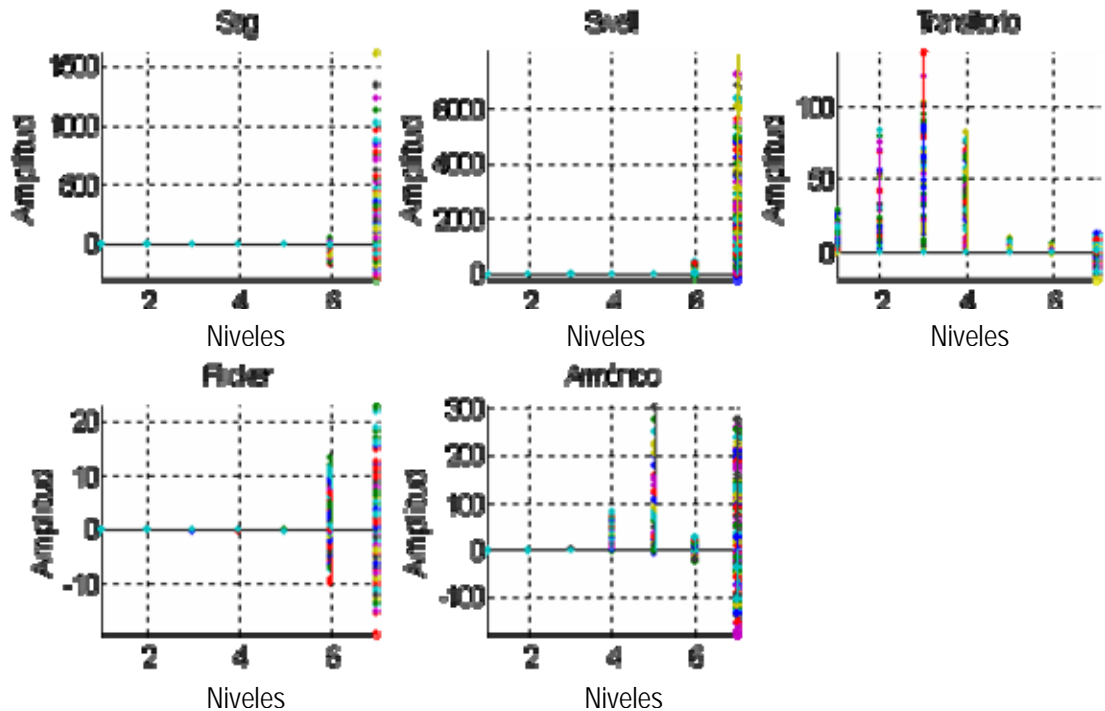 Sag
Swell
Transitorio
1500
1000
500
0
Amplitud
2 4 6
Niveles
6000
4000
2000
0
Amplitud
2 4 6
Niveles
100
50
0
Amplitud
2 4 6
Niveles
Flicker
Armónico
20
10
0
-10
Amplitud
2 4 6
Niveles
300
200
100
0
-100
Amplitud
2 4 6
Niveles